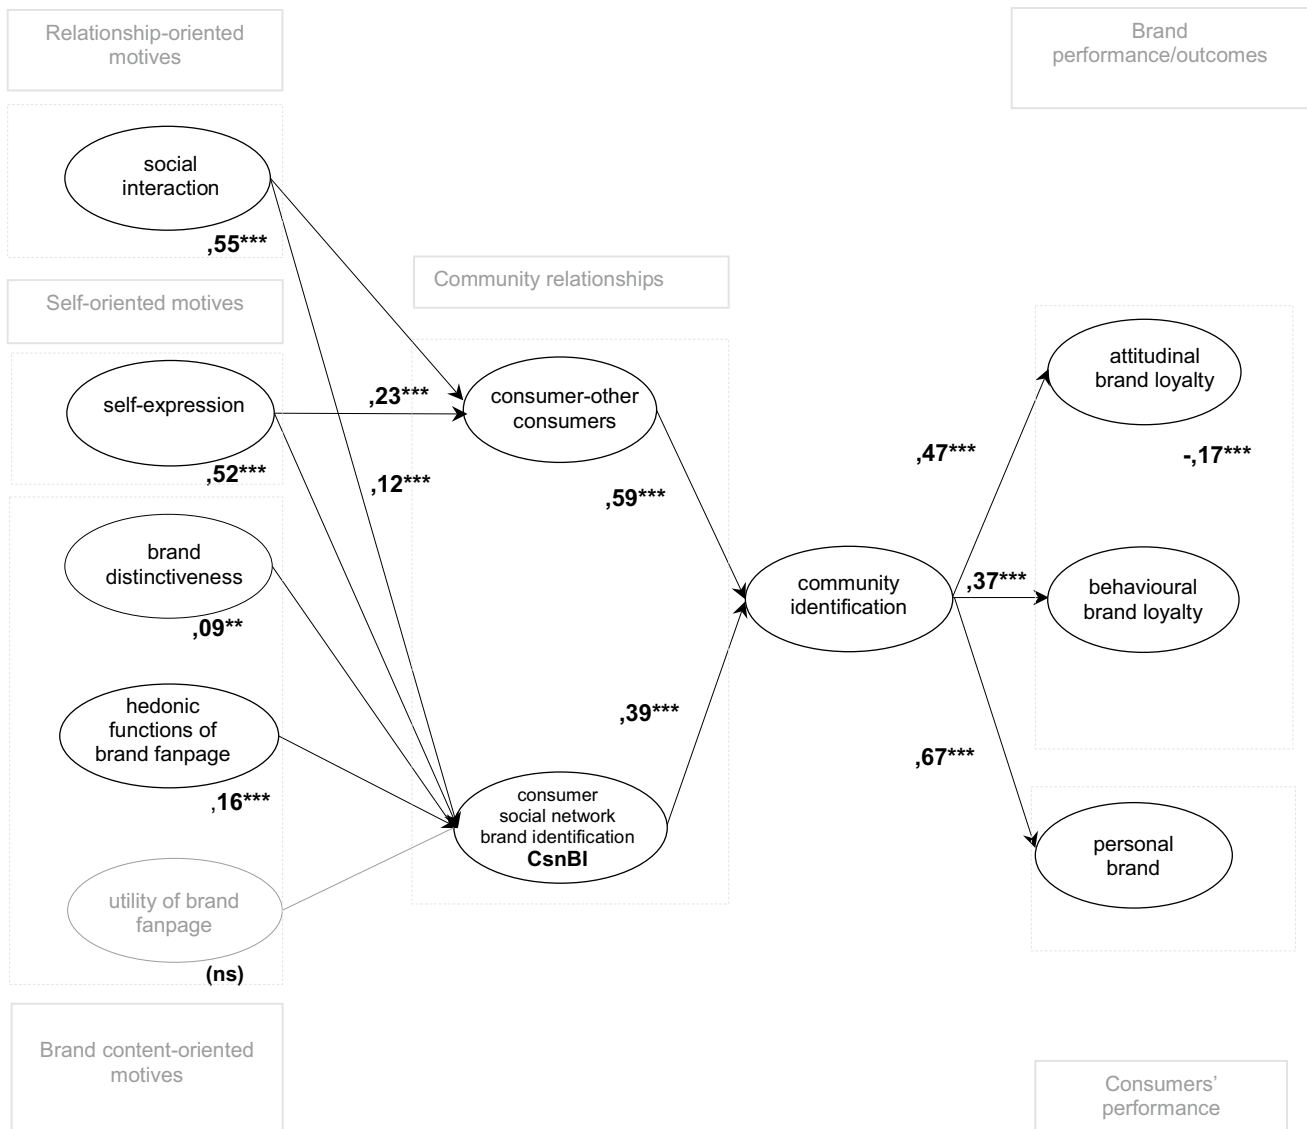 Relationship-oriented
motives
Brand
performance/outcomes
social
interaction
,55***
Community relationships
Self-oriented motives
self-expression
,52***
,23***
,12***
consumer-other
consumers
,59***
attitudinal
brand loyalty
,47***
-,17***
brand
distinctiveness
,09**
community
identification
,37***
behavioural
brand loyalty
hedonic
functions of
brand fanpage
,16***
,39***
,67***
consumer
social network
brand identification
CsnBI
personal
brand
utility of brand
fanpage
(ns)
Brand content-oriented
motives
Consumers’
performance